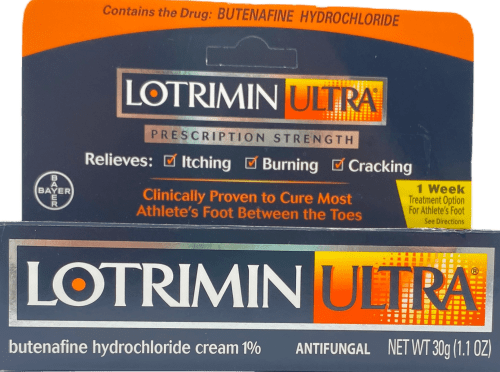 Contains the Drug: BUTENAFINE HYDROCHLORIDE
LOTRIMIN ULTRA®
PRESCRIPTION STRENGTH
Relieves: ☑ Itching ☑ Burning ☑ Cracking
BAYER
BAYER
Clinically Proven to Cure Most
Athlete's Foot Between the Toes
1 Week
Treatment Option
For Athlete's Foot
See Directions
LOTRIMIN ULTRA®
butenafine hydrochloride cream 1% ANTIFUNGAL NET WT 30g (1.1 OZ)